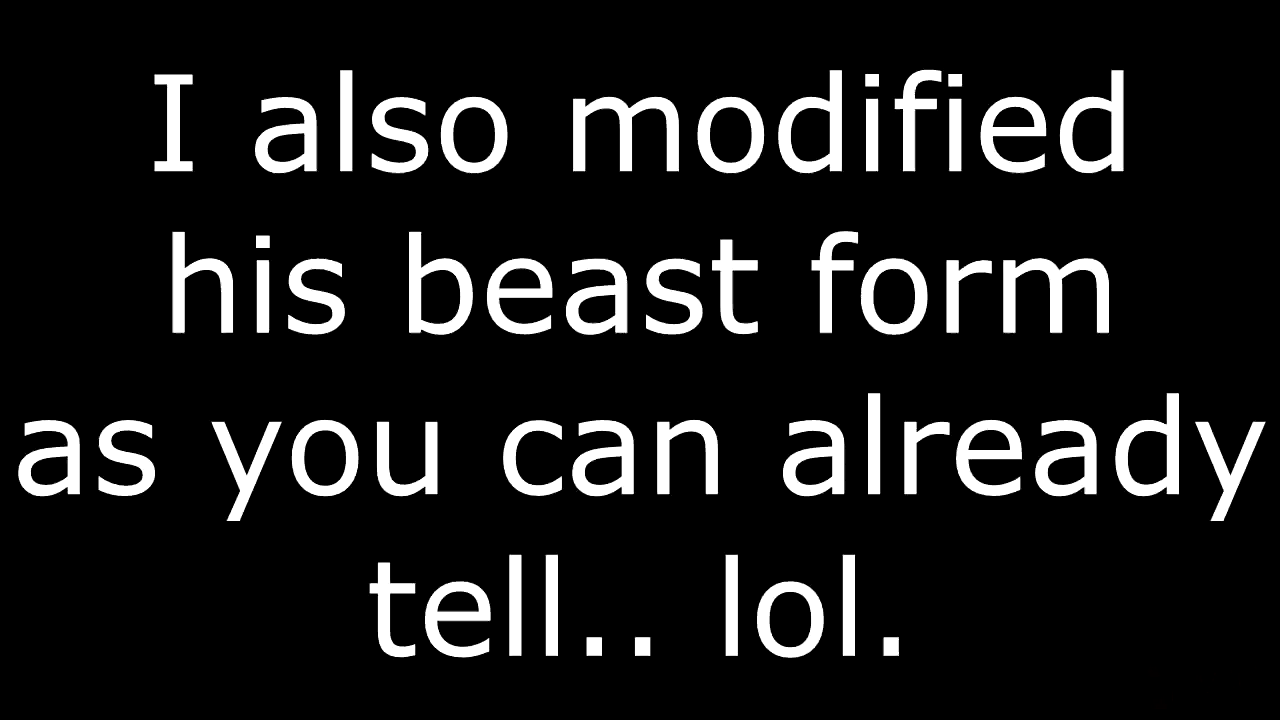 I also modified
his beast form
as you can already
tell.. lol.